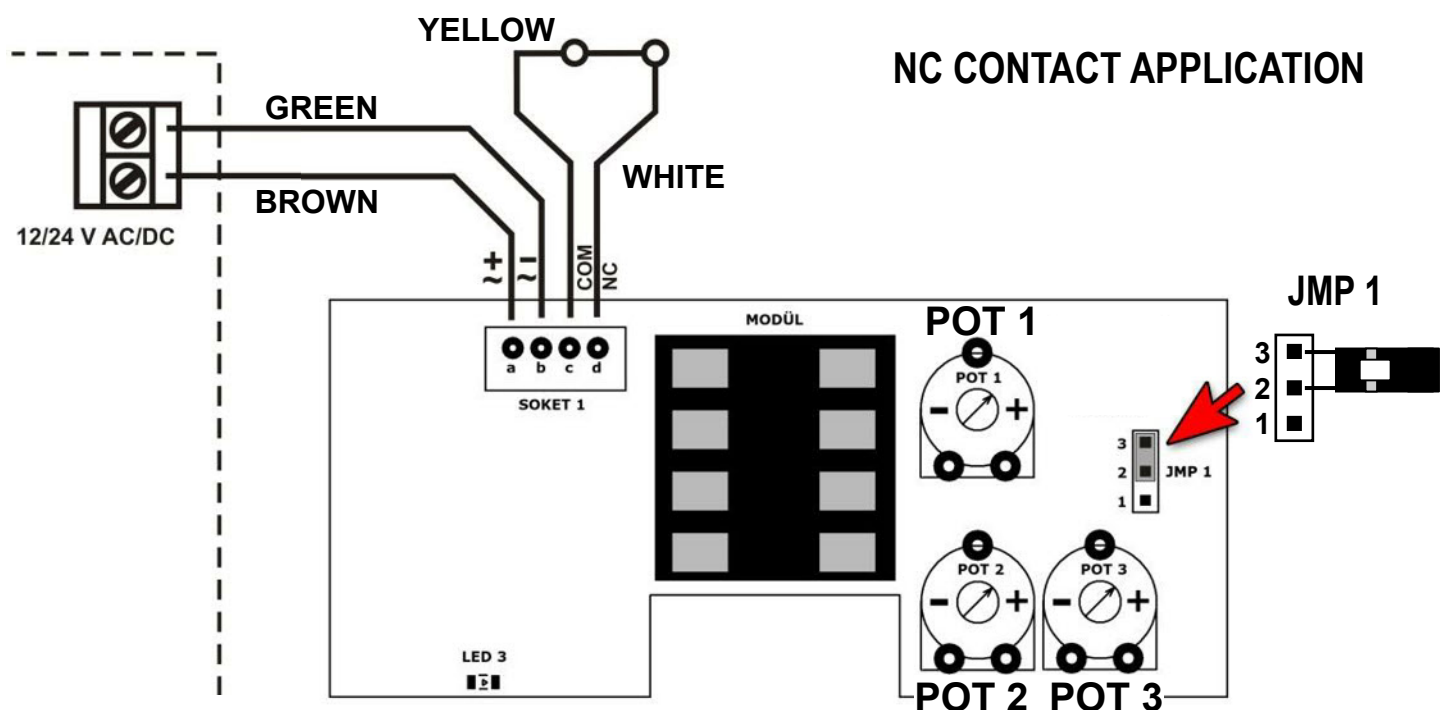 YELLOW
NC CONTACT APPLICATION
GREEN
WHITE
BROWN
12/24 V AC/DC
~+
~-
COM
NC
JMP 1
3
2
1
MODÜL
POT 1
POT 1
- +
a b c d
SOKET 1
3
2 JMP 1
1
POT 2
- +
POT 3
- +
LED 3
POT 2 POT 3